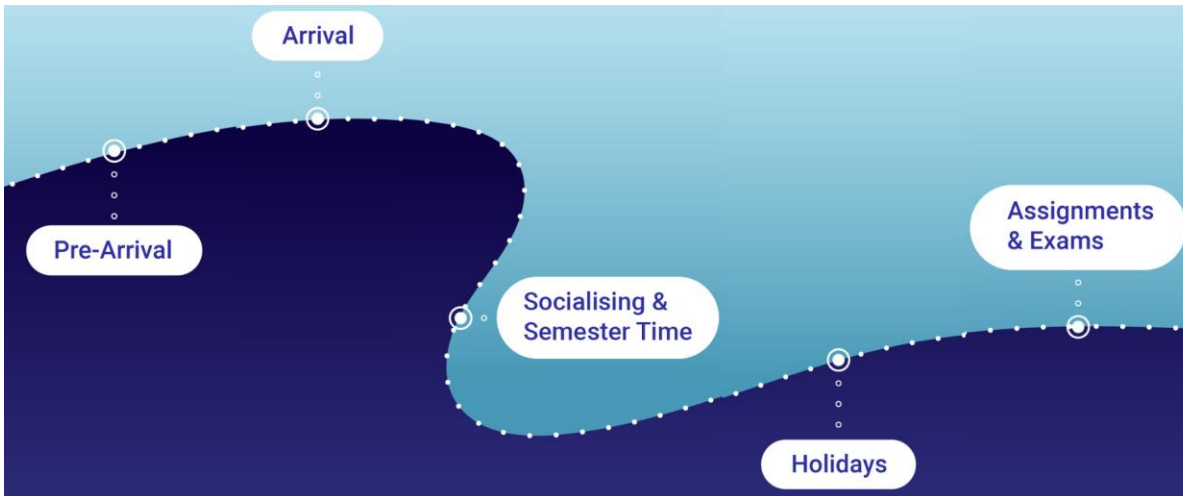 Arrival
Pre-Arrival
Socialising &
Semester Time
Assignments
& Exams
Holidays